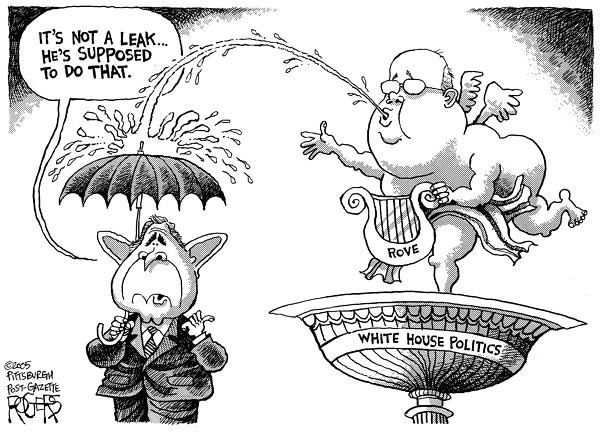 IT'S NOT A LEAK...
HE'S SUPPOSED
TO DO THAT.
ROVE
WHITE HOUSE POLITICS
©2005
PITTSBURGH
POST-GAZETTE
ROGERS